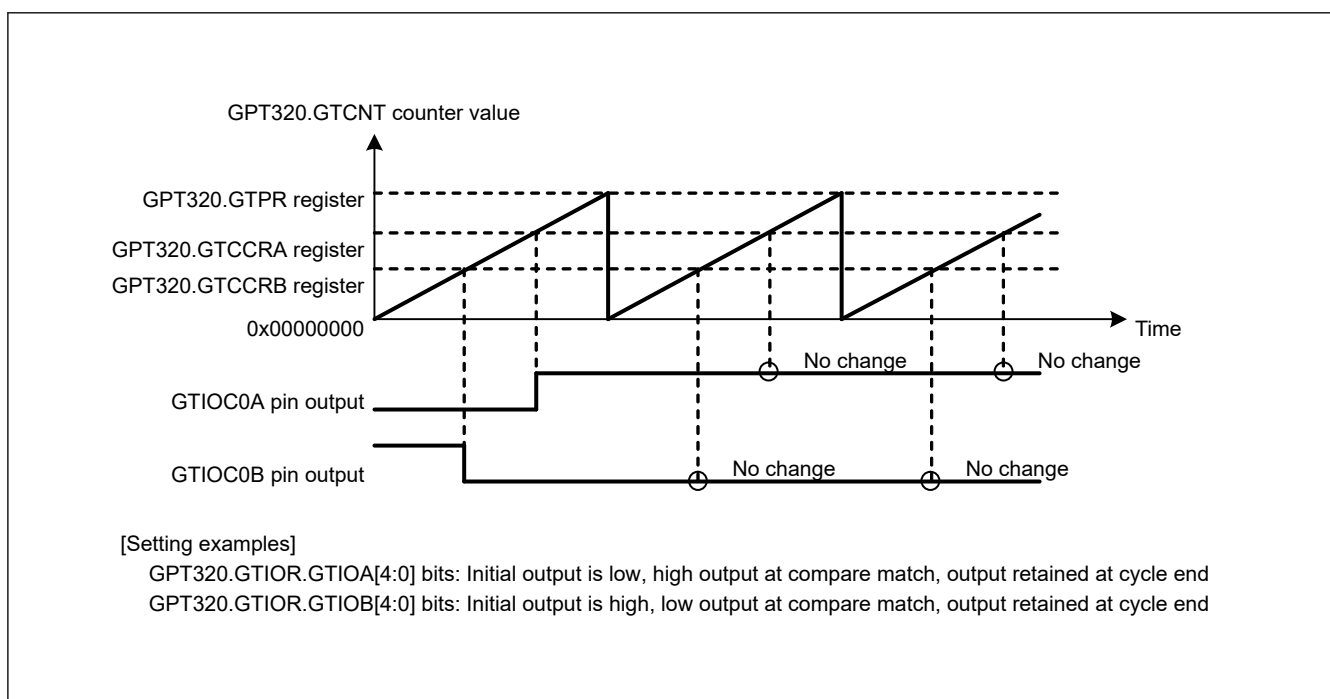 GPT320.GTCNT counter value
GPT320.GTPR register
GPT320.GTCCRA register
GPT320.GTCCRB register
0x00000000
Time
No change
No change
GTIOC0A pin output
No change
No change
GTIOC0B pin output
[Setting examples]
GPT320.GTIOR.GTIOA[4:0] bits: Initial output is low, high output at compare match, output retained at cycle end
GPT320.GTIOR.GTIOB[4:0] bits: Initial output is high, low output at compare match, output retained at cycle end